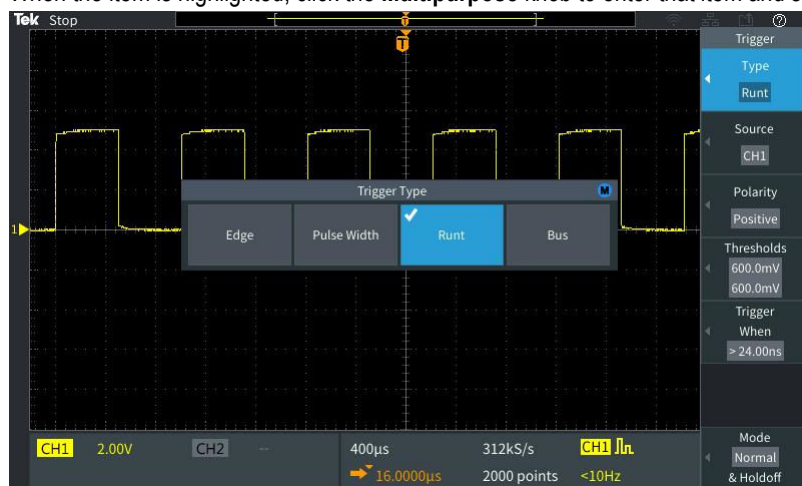 When the item is highlighted, click the Multipurpose knob to enter that item and
Tek Stop
T
T
Trigger
Type
Runt
Source
CH1
Polarity
Positive
Thresholds
600.0mV
600.0mV
Trigger
When
> 24.00ns
Mode
Normal
& Holdoff
Trigger Type
M
Edge
Pulse Width
Runt
Bus
1
CH1 2.00V CH2 -- 400µs 312kS/s CH1
16.0000µs 2000 points <10Hz